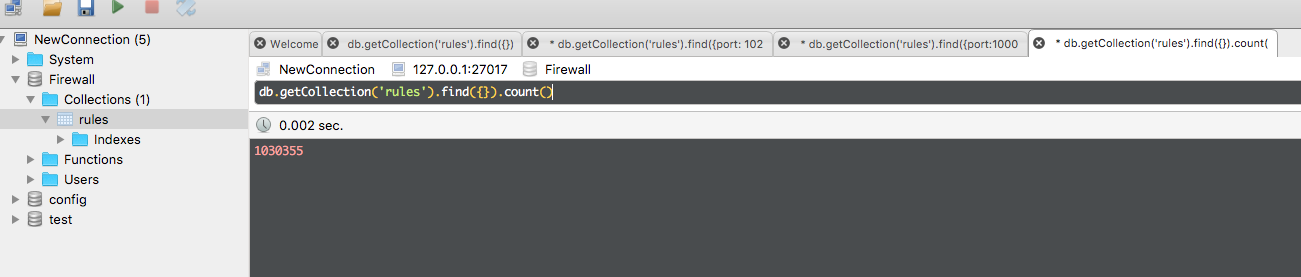 NewConnection (5)
System
Firewall
Collections (1)
rules
Indexes
Functions
Users
config
test
Welcome
db.getCollection('rules').find({})
* db.getCollection('rules').find({port: 102
* db.getCollection('rules').find({port:1000
* db.getCollection('rules').find({}).count(
NewConnection 127.0.0.1:27017 Firewall
db.getCollection('rules').find({}).count()
0.002 sec.
1030355